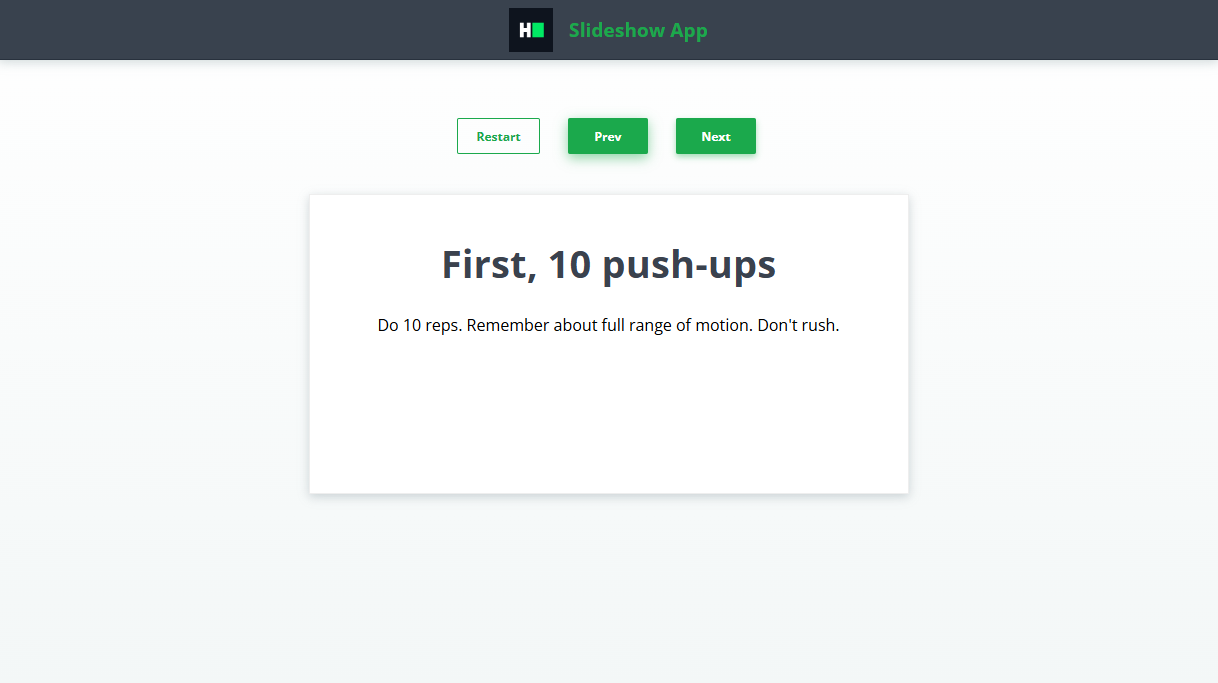 H
Slideshow App
Restart
Prev
Next
First, 10 push-ups
Do 10 reps. Remember about full range of motion. Don't rush.